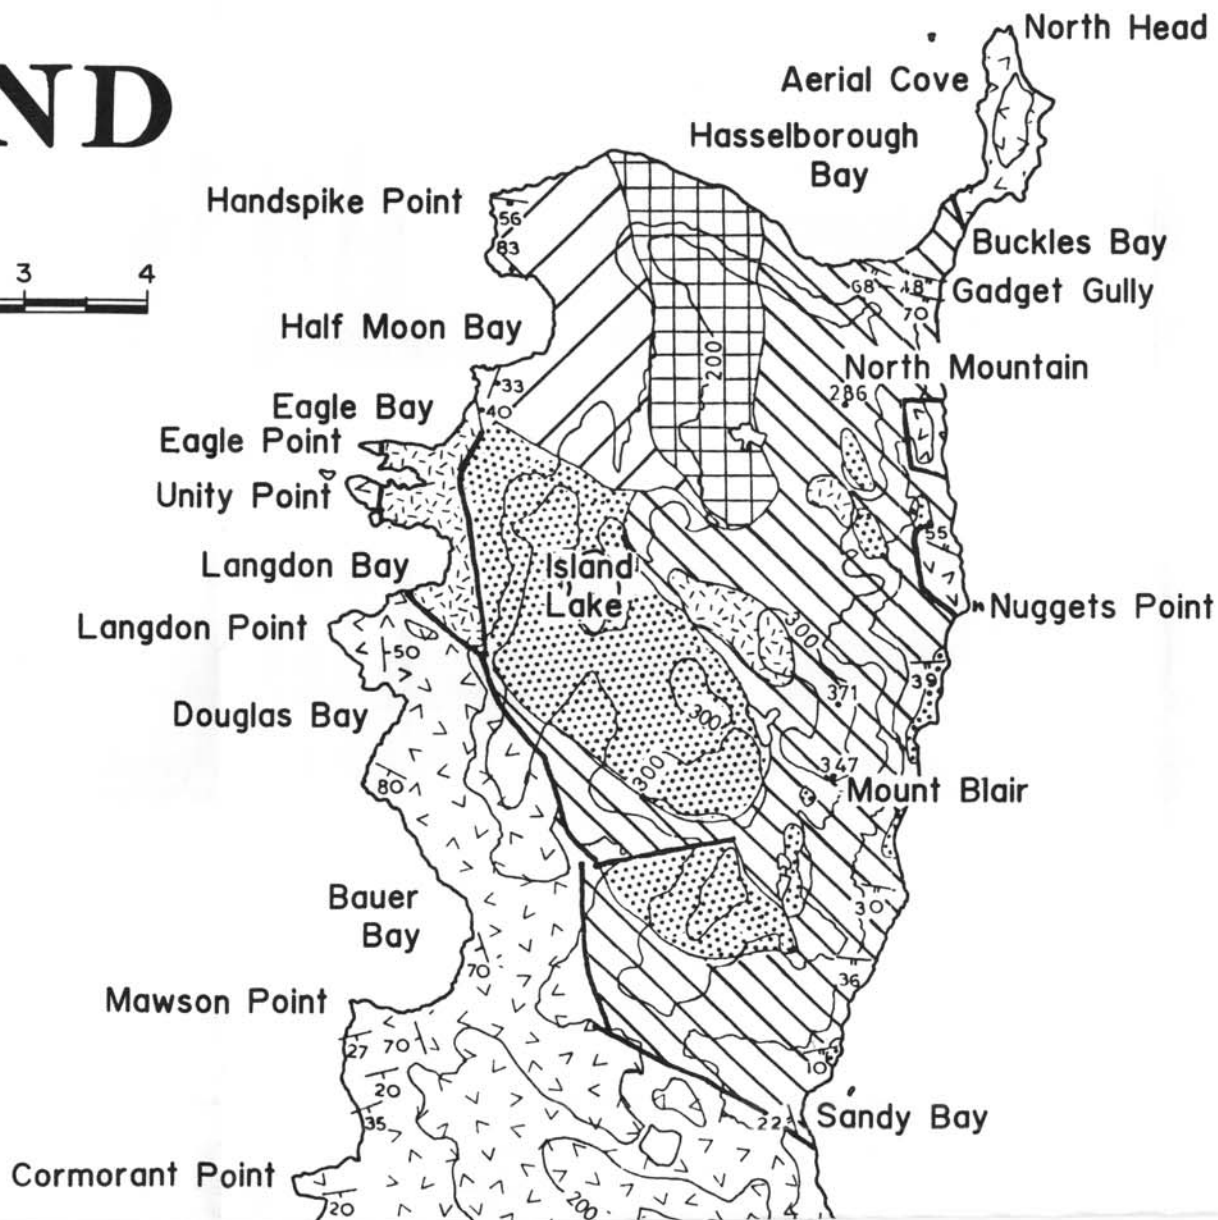 North Head
ND
Aerial Cove
Hasselborough
Bay
Handspike Point
56
Buckles Bay
83
3
4
68
48
Gadget Gully
70
Half Moon Bay
200
North Mountain
33
286
Eagle Bay
40
Eagle Point
Unity Point
55
Langdon Bay
Island
Lake
Nuggets Point
Langdon Point
300
50
39
371
Douglas Bay
300
347
300
80
Mount Blair
Bauer
Bay
30
70
36
Mawson Point
27
70
10
20
35
22
Sandy Bay
Cormorant Point
20
200